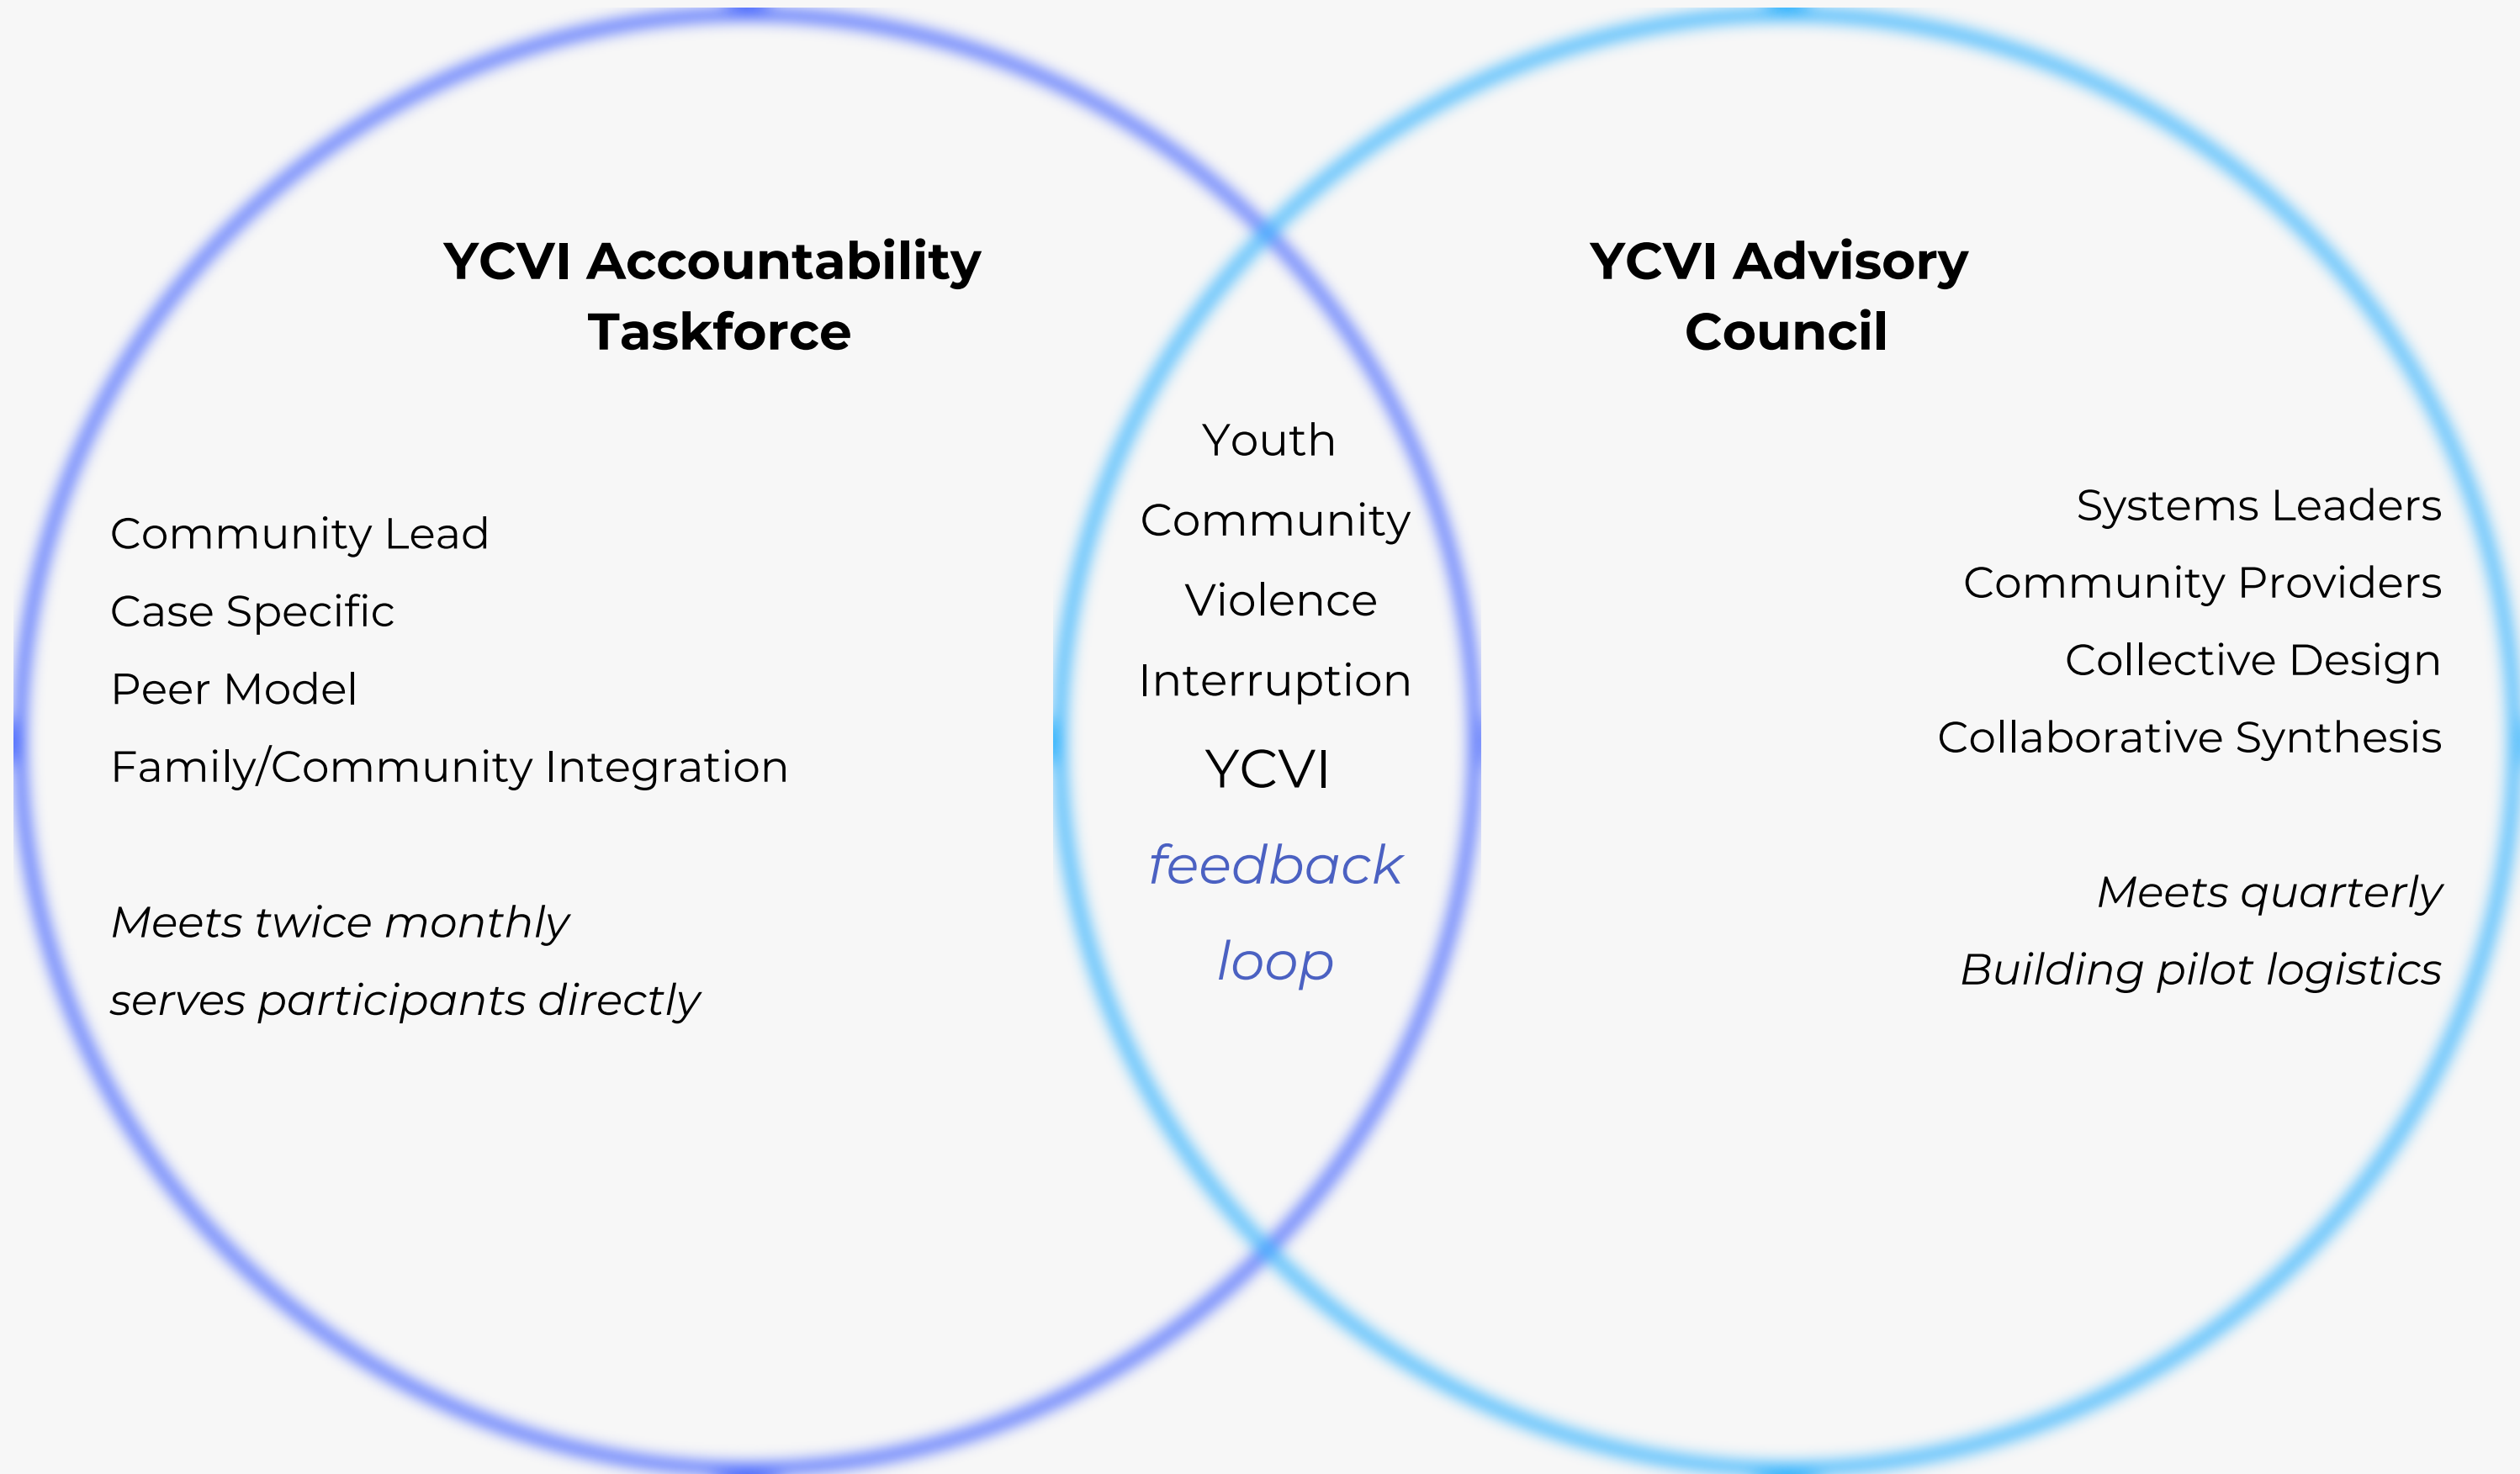 YCVI Accountability
Taskforce
Community Lead
Case Specific
Peer Model
Family/Community Integration
Meets twice monthly
serves participants directly
Youth
Community
Violence
Interruption
YCVI
feedback
loop
YCVI Advisory
Council
Systems Leaders
Community Providers
Collective Design
Collaborative Synthesis
Meets quarterly
Building pilot logistics